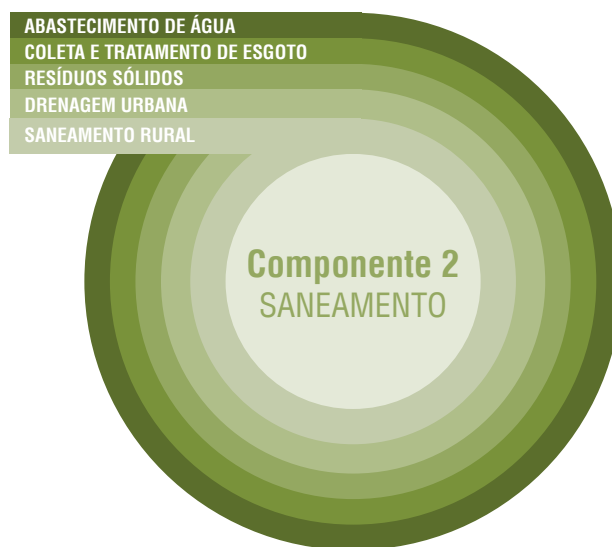 ABASTECIMENTO DE ÁGUA
COLETA E TRATAMENTO DE ESGOTO
RESÍDUOS SÓLIDOS
DRENAGEM URBANA
SANEAMENTO RURAL
Componente 2
SANEAMENTO